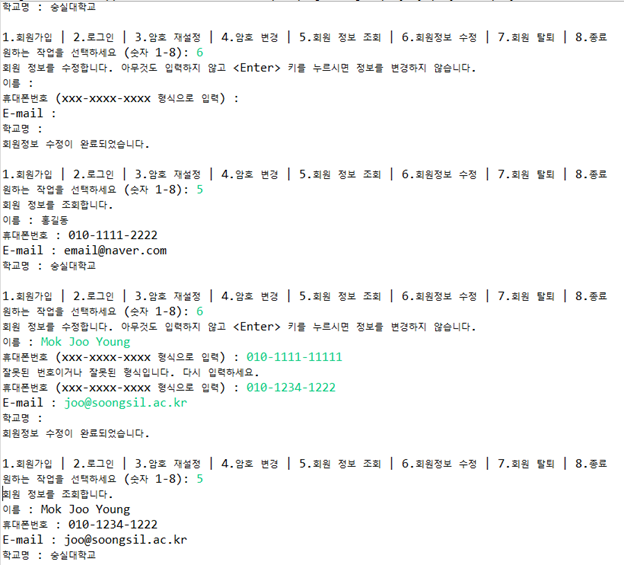 학교명 : 숭실대학교
1.회원가입 | 2.로그인 | 3.암호 재설정 | 4.암호 변경 | 5.회원 정보 조회 | 6.회원정보 수정 | 7.회원 탈퇴 | 8.종료
원하는 작업을 선택하세요 (숫자 1-8): 6
회원 정보를 수정합니다. 아무것도 입력하지 않고 <Enter> 키를 누르시면 정보를 변경하지 않습니다.
이름 :
휴대폰번호 (xxx-xxxx-xxxx 형식으로 입력) :
E-mail :
학교명 :
회원정보 수정이 완료되었습니다.
1.회원가입 | 2.로그인 | 3.암호 재설정 | 4.암호 변경 | 5.회원 정보 조회 | 6.회원정보 수정 | 7.회원 탈퇴 | 8.종료
원하는 작업을 선택하세요 (숫자 1-8): 5
회원 정보를 조회합니다.
이름 : 홍길동
휴대폰번호 : 010-1111-2222
E-mail : email@naver.com
학교명 : 숭실대학교
1.회원가입 | 2.로그인 | 3.암호 재설정 | 4.암호 변경 | 5.회원 정보 조회 | 6.회원정보 수정 | 7.회원 탈퇴 | 8.종료
원하는 작업을 선택하세요 (숫자 1-8): 6
회원 정보를 수정합니다. 아무것도 입력하지 않고 <Enter> 키를 누르시면 정보를 변경하지 않습니다.
이름 : Mok Joo Young
휴대폰번호 (xxx-xxxx-xxxx 형식으로 입력) : 010-1111-11111
잘못된 번호이거나 잘못된 형식입니다. 다시 입력하세요.
휴대폰번호 (xxx-xxxx-xxxx 형식으로 입력) : 010-1234-1222
E-mail : joo@soongsil.ac.kr
학교명 :
회원정보 수정이 완료되었습니다.
1.회원가입 | 2.로그인 | 3.암호 재설정 | 4.암호 변경 | 5.회원 정보 조회 | 6.회원정보 수정 | 7.회원 탈퇴 | 8.종료
원하는 작업을 선택하세요 (숫자 1-8): 5
회원 정보를 조회합니다.
이름 : Mok Joo Young
휴대폰번호 : 010-1234-1222
E-mail : joo@soongsil.ac.kr
학교명 : 숭실대학교